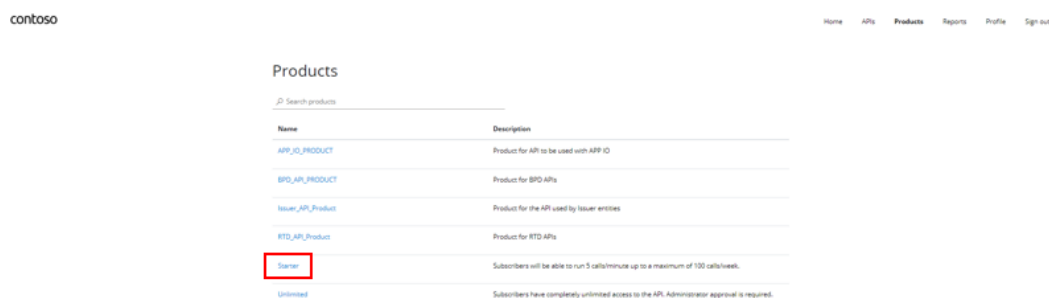 contoso
Home APIs Products Reports Profile Sign out
Products
Search products
Name Description
APP_IO_PRODUCT Product for API to be used with APP IO
BPD_API_PRODUCT Product for BPD APIs
Issuer_API_Product Product for the API used by Issuer entities
RTD_API_Product Product for RTD APIs
Starter Subscribers will be able to run 5 calls/minute up to a maximum of 100 calls/week.
Unlimited Subscribers have completely unlimited access to the API. Administrator approval is required.